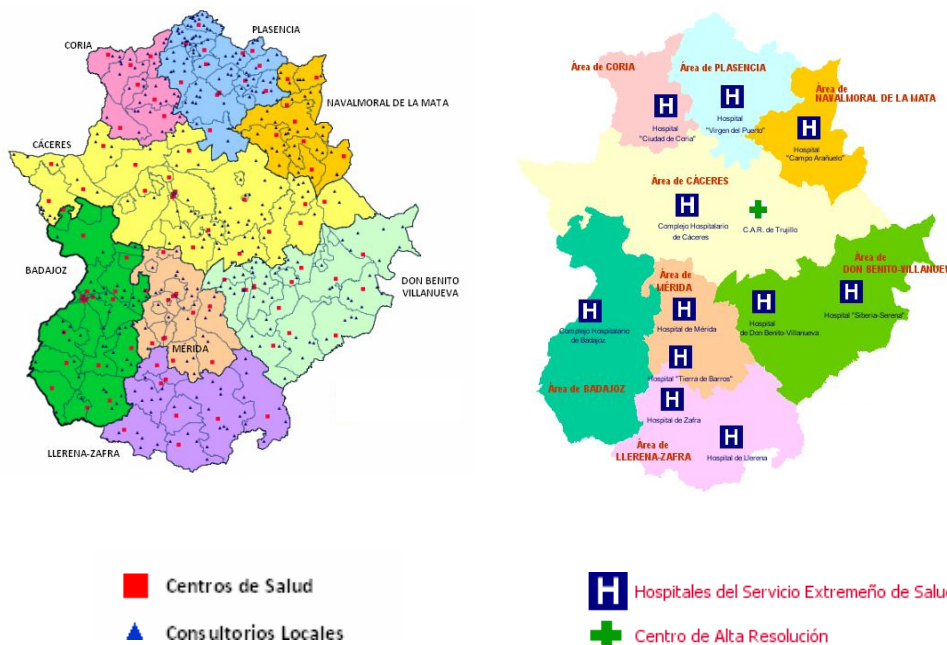 CORIA
PLASENCIA
NAVALMORAL DE LA MATA
CÁCERES
BADAJOZ
DON BENITO
VILLANUEVA
MÉRIDA
LLERENA-ZAFRA
Centros de Salud
Consultorios Locales
Área de CORIA
Área de PLASENCIA
Área de
NAVALMORAL DE LA MATA
H
Hospital
"Ciudad de Coria"
H
Hospital
"Virgen del Puerto"
H
Hospital
"Campo Arañuelo"
Área de CÁCERES
H
Complejo Hospitalario
de Cáceres
C.A.R. de Trujillo
Área de
DON BENITO-VILLANUEV
Área de
MÉRIDA
H
Complejo Hospitalario
de Badajoz
H
Hospital de Mérida
H
Hospital
de Don Benito-Villanueva
H
Hospital "Siberia-Serena"
H
Hospital "Tierra de Barros"
Área de BADAJOZ
H
Hospital de Zafra
Área de
LLERENA-ZAFRA
H
Hospital de Llerena
H
Hospitales del Servicio Extremeño de Salu
Centro de Alta Resolución